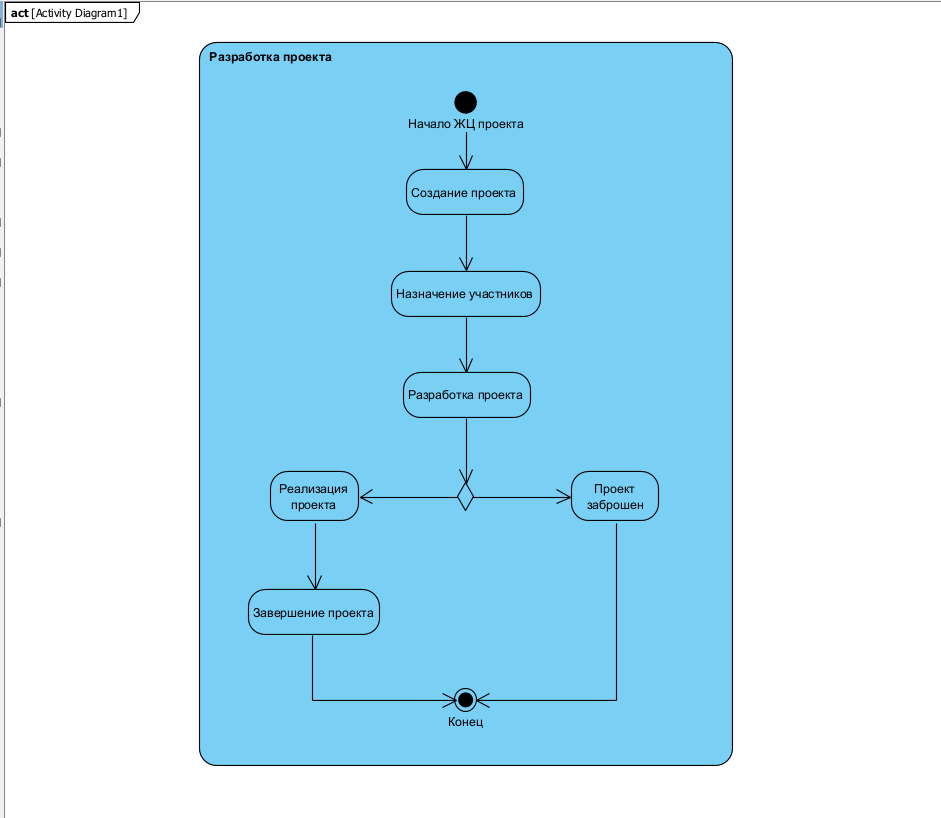 act [Activity Diagram1]
Разработка проекта
Начало ЖЦ проекта
Создание проекта
Назначение участников
Разработка проекта
Реализация
проекта
Проект
заброшен
Завершение проекта
Конец